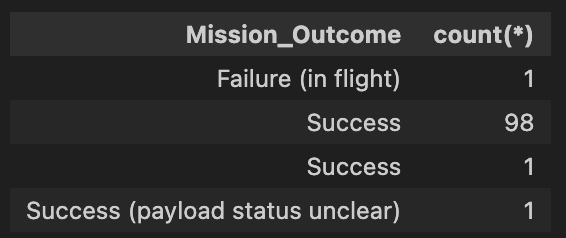 Mission_Outcome count(*)
Failure (in flight) 1
Success 98
Success 1
Success (payload status unclear) 1